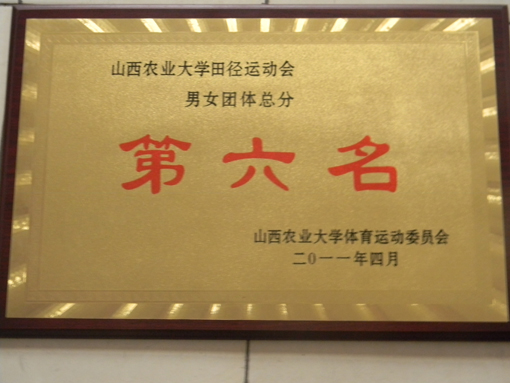 山西农业大学田径运动会
男女团体总分
第六名
山西农业大学体育运动委员会
二0一一年四月